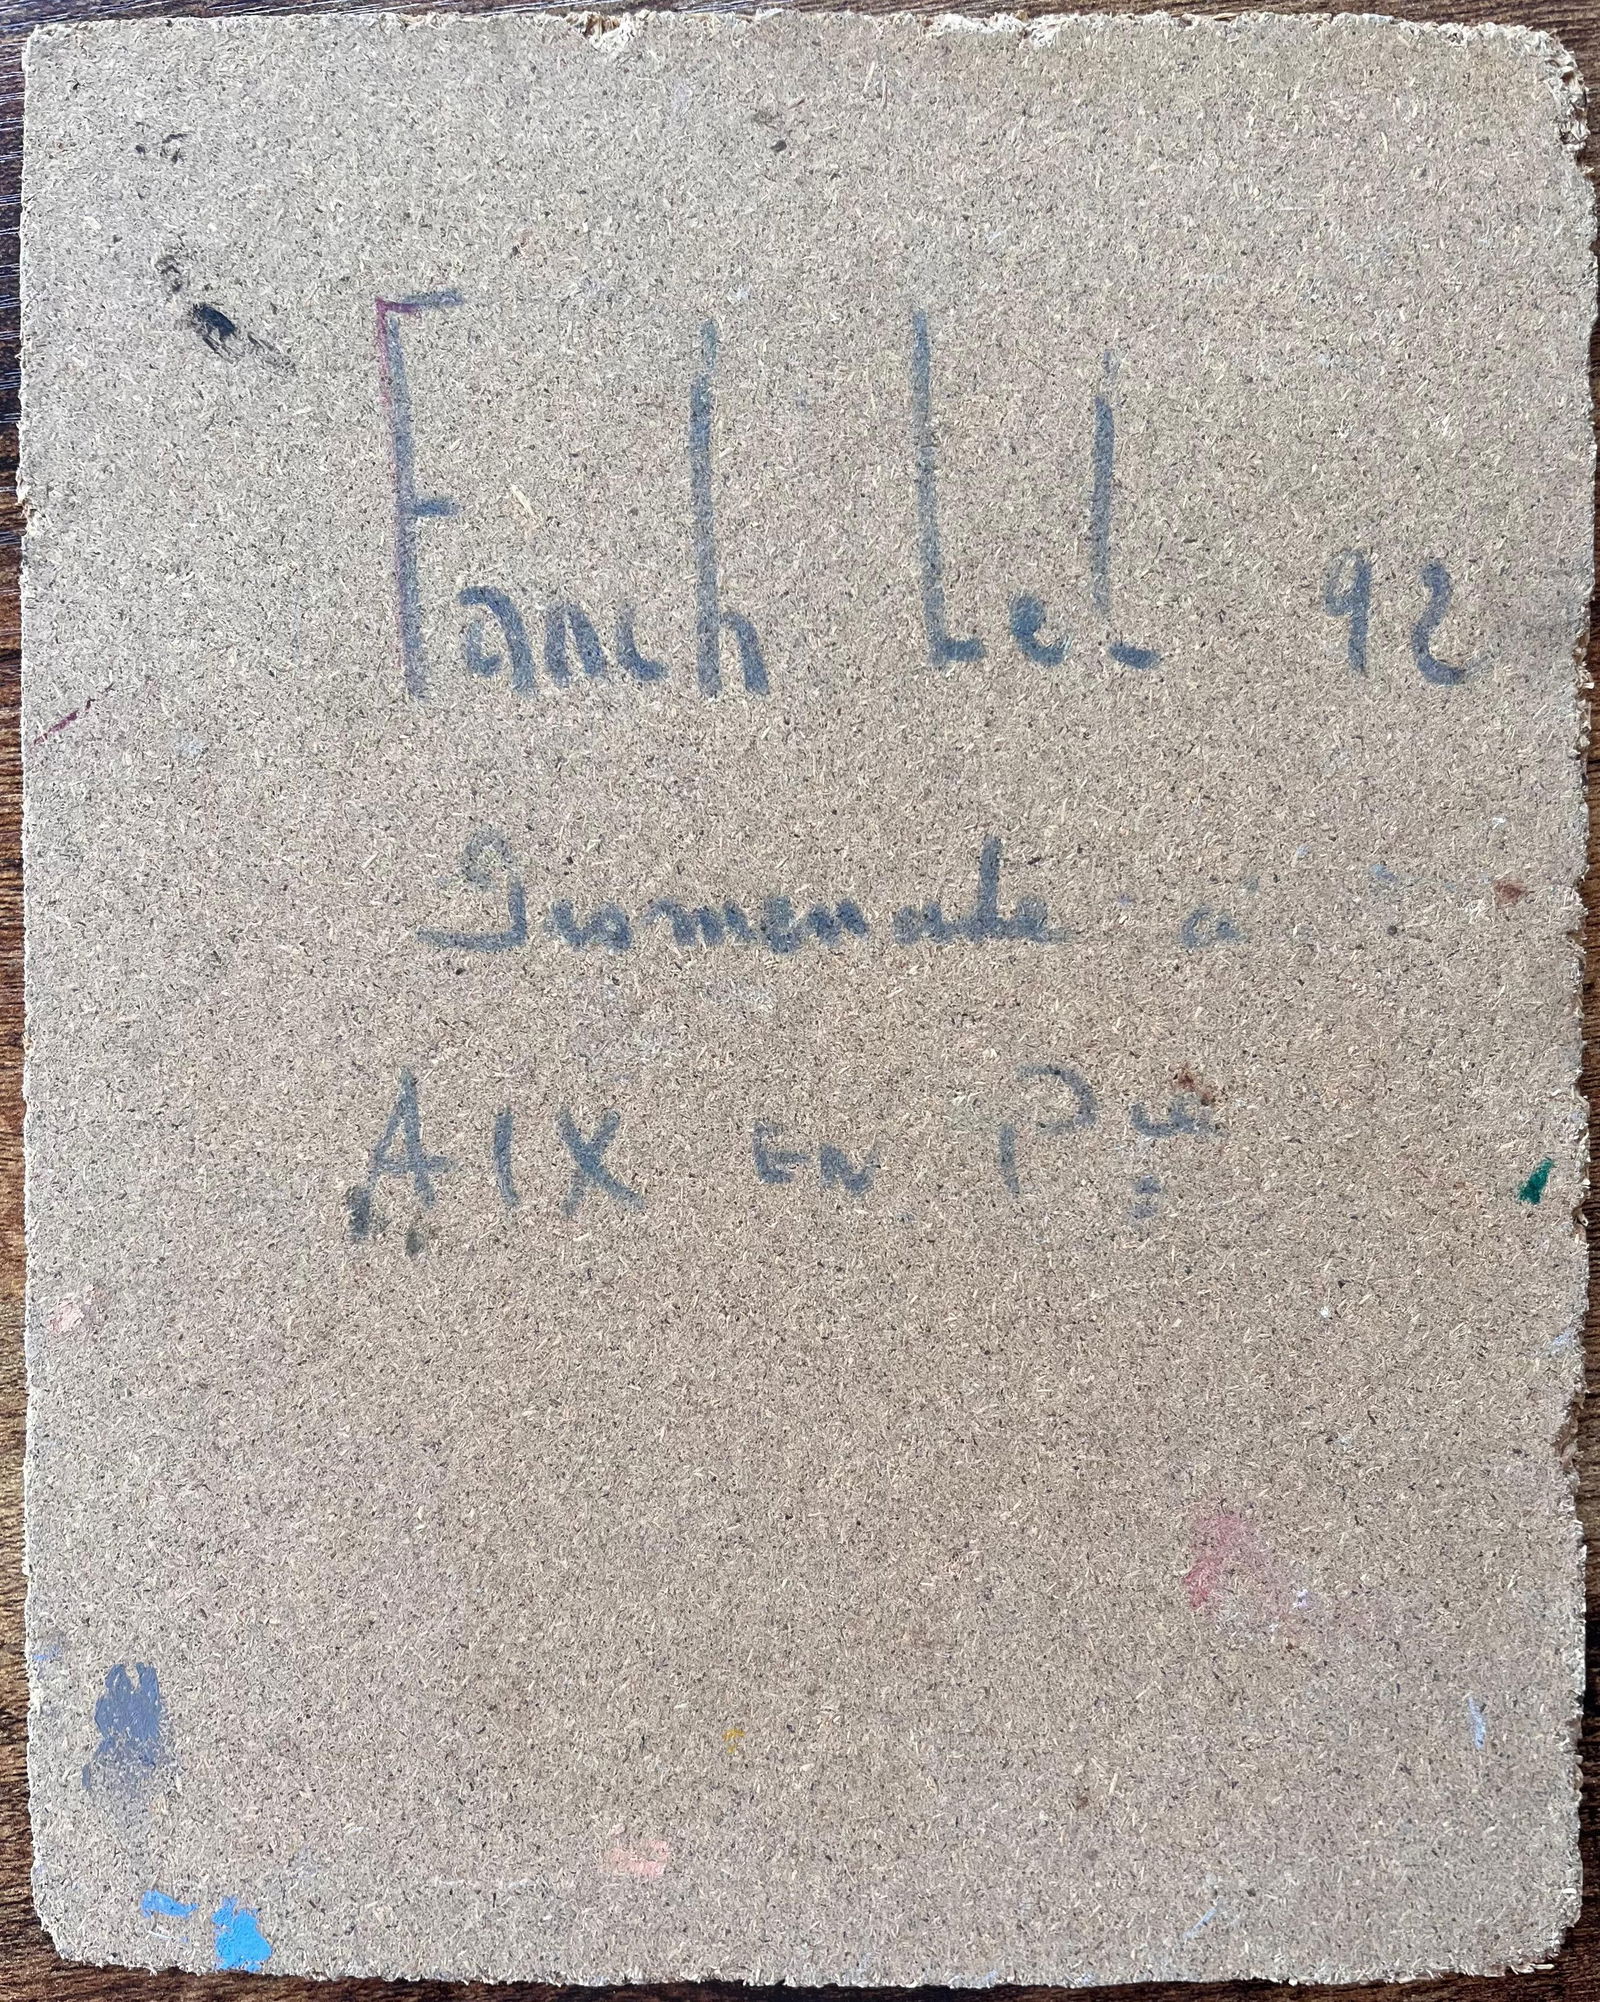 Fanch Lel 92
Promenade à
AIX EN Pce